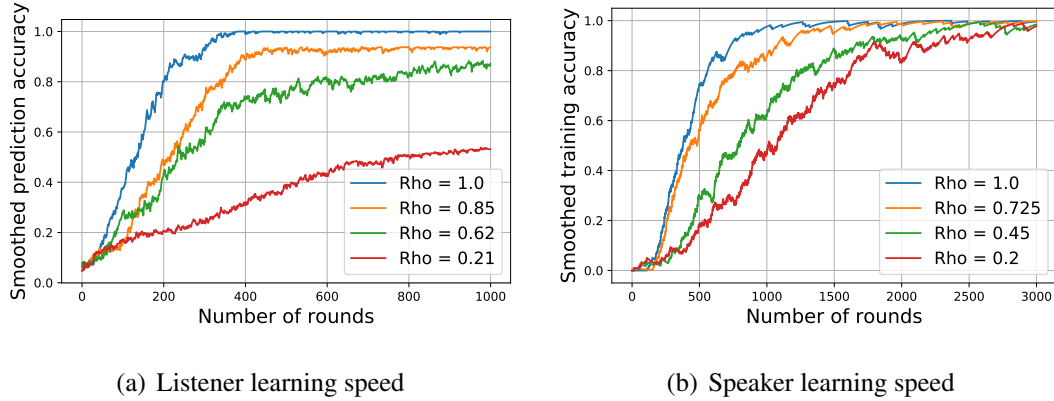 Smoothed prediction accuracy
1.0
0.8
0.6
0.4
0.2
0.0
0
200
400
600
800
1000
Number of rounds
Rho = 1.0
Rho = 0.85
Rho = 0.62
Rho = 0.21
(a) Listener learning speed
Smoothed training accuracy
1.0
0.8
0.6
0.4
0.2
0.0
0
500
1000
1500
2000
2500
3000
Number of rounds
Rho = 1.0
Rho = 0.725
Rho = 0.45
Rho = 0.2
(b) Speaker learning speed